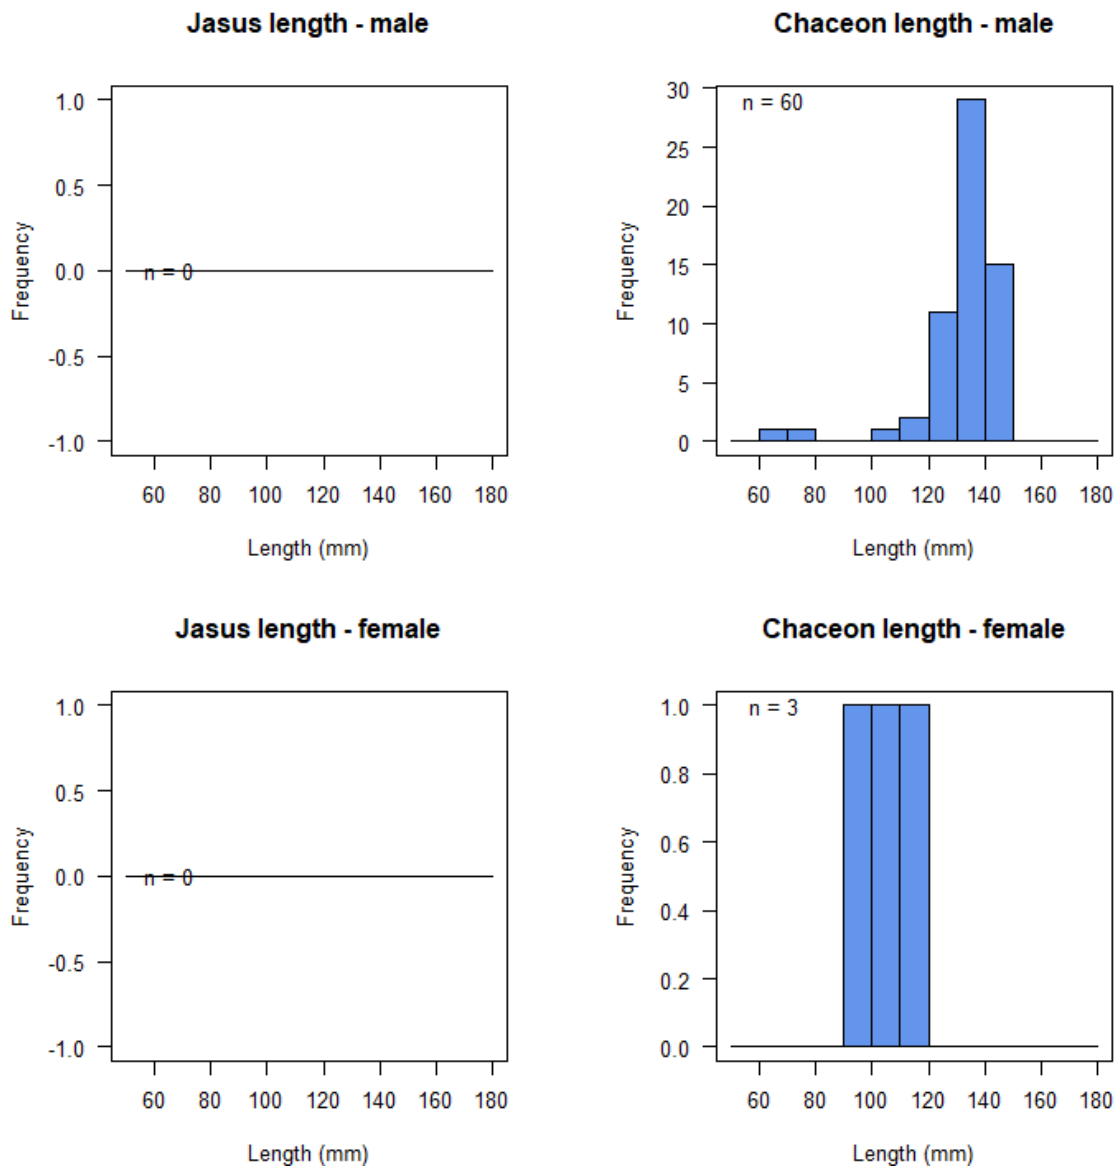 Jasus length - male
1.0
0.5
0.0
-0.5
-1.0
n = 0
Frequency
60 80 100 120 140 160 180
Length (mm)
Chaceon length - male
30
25
20
15
10
5
0
n = 60
Frequency
60 80 100 120 140 160 180
Length (mm)
Jasus length - female
1.0
0.5
0.0
-0.5
-1.0
n = 0
Frequency
60 80 100 120 140 160 180
Length (mm)
Chaceon length - female
1.0
0.8
0.6
0.4
0.2
0.0
n = 3
Frequency
60 80 100 120 140 160 180
Length (mm)